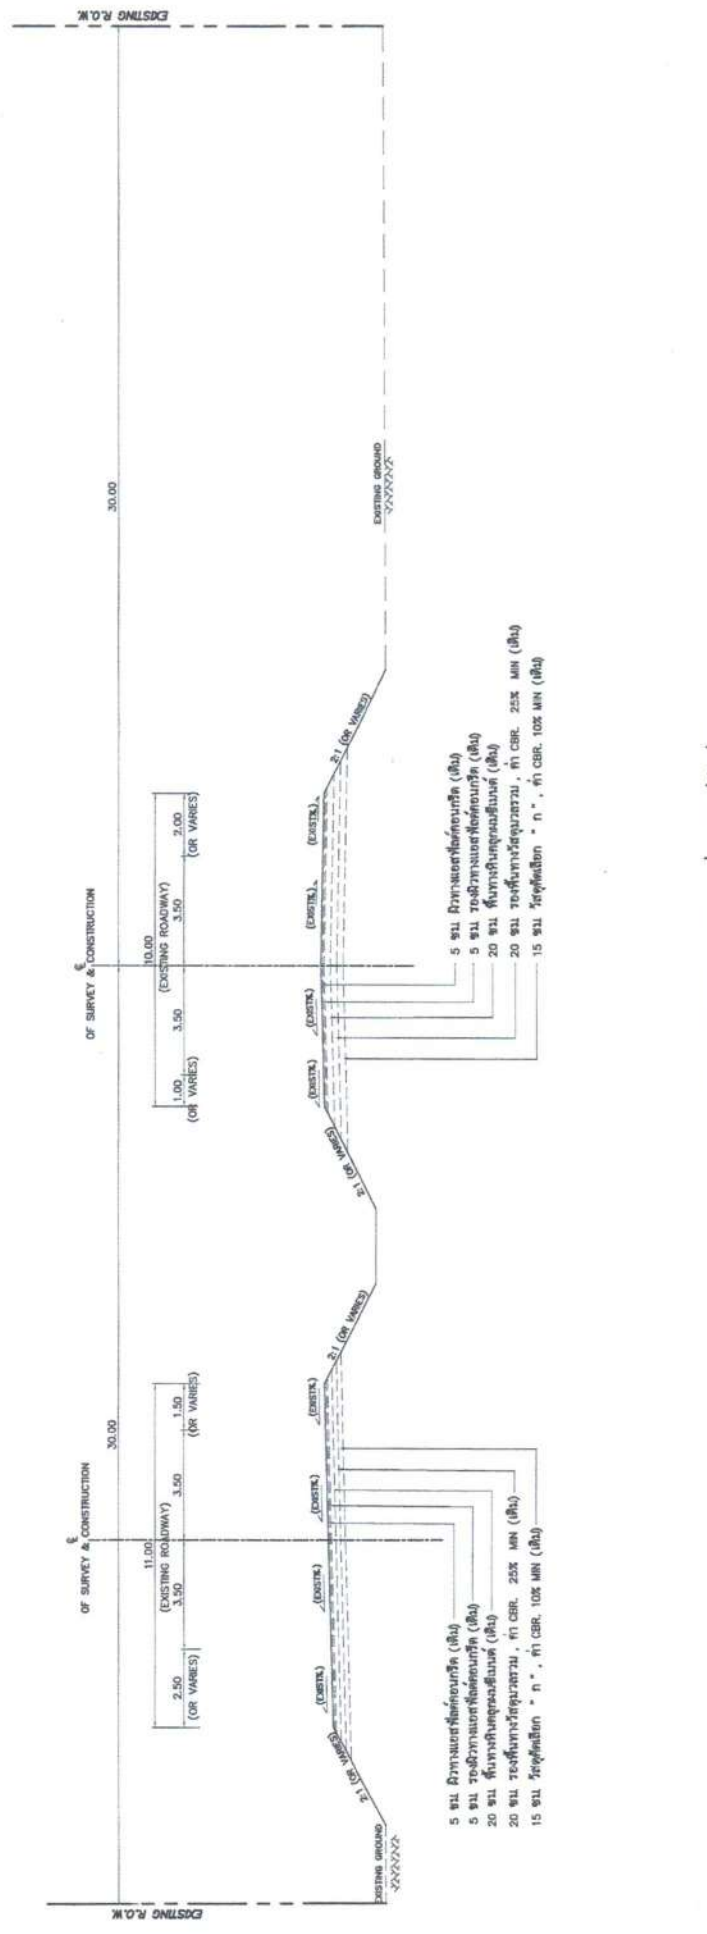 EXISTING R.O.W.
EXISTING R.O.W.
30.00
30.00
℄
OF SURVEY & CONSTRUCTION
℄
OF SURVEY & CONSTRUCTION
11.00
(EXISTING ROADWAY)
2.50
(OR VARIES)
3.50
3.50
1.50
(OR VARIES)
10.00
(EXISTING ROADWAY)
1.00
(OR VARIES)
3.50
3.50
2.00
(OR VARIES)
(EXIST%)
(EXIST%)
(EXIST%)
(EXIST%)
(EXIST%)
(EXIST%)
(EXIST%)
(EXIST%)
2:1 (OR VARIES)
2:1 (OR VARIES)
2:1 (OR VARIES)
2:1 (OR VARIES)
EXISTING GROUND
EXISTING GROUND
5 ซม. ผิวทางแอสฟัลต์คอนกรีต (เดิม)
5 ซม. รองผิวทางแอสฟัลต์คอนกรีต (เดิม)
20 ซม. พื้นทางหินคลุกผสมซีเมนต์ (เดิม)
20 ซม. รองพื้นทางวัสดุมวลรวม , ค่า CBR. 25% MIN (เดิม)
15 ซม. วัสดุคัดเลือก " ก " , ค่า CBR. 10% MIN (เดิม)
5 ซม. ผิวทางแอสฟัลต์คอนกรีต (เดิม)
5 ซม. รองผิวทางแอสฟัลต์คอนกรีต (เดิม)
20 ซม. พื้นทางหินคลุกผสมซีเมนต์ (เดิม)
20 ซม. รองพื้นทางวัสดุมวลรวม , ค่า CBR. 25% MIN (เดิม)
15 ซม. วัสดุคัดเลือก " ก " , ค่า CBR. 10% MIN (เดิม)